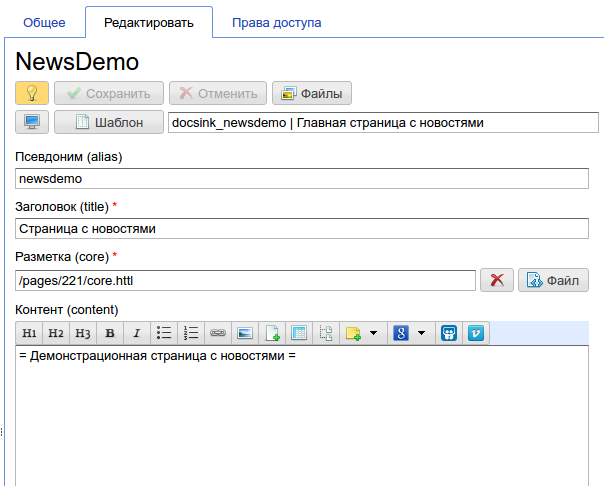 Общее Редактировать Права доступа
NewsDemo
Сохранить Отменить Файлы
Шаблон docsink_newsdemo | Главная страница с новостями
Псевдоним (alias)
newsdemo
Заголовок (title) *
Страница с новостями
Разметка (core) *
/pages/221/core.httl Файл
Контент (content)
H1 H2 H3 B I 8 v
= Демонстрационная страница с новостями =